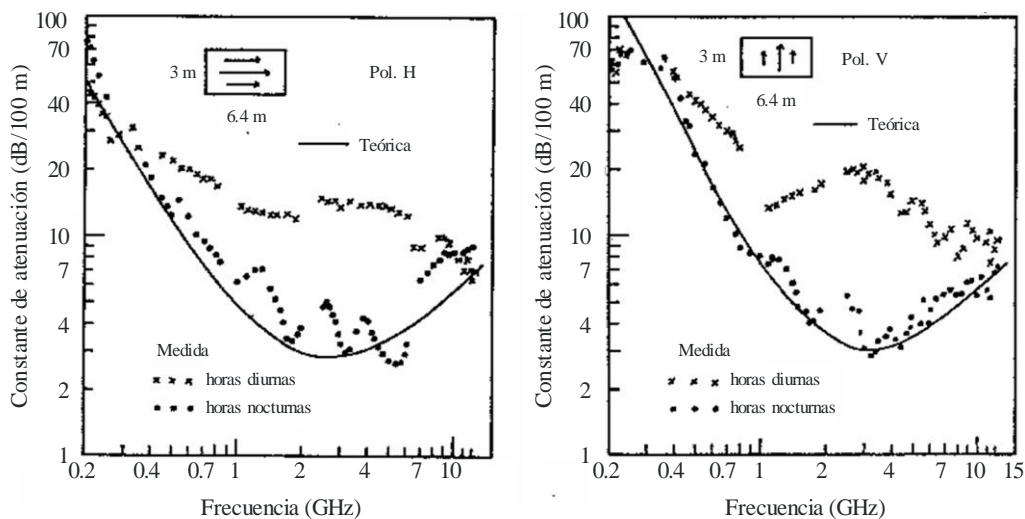 Constante de atenuación (dB/100 m)
100
70
40
20
10
7
4
2
1
3 m
Pol. H
6.4 m
Teórica
Medida
horas diurnas
horas nocturnas
0.2
0.4
0.7
1
2
4
7
10
Frecuencia (GHz)
Constante de atenuación (dB/100 m)
100
70
40
20
10
7
4
2
1
3 m
Pol. V
6.4 m
Teórica
Medida
horas diurnas
horas nocturnas
0.2
0.4
0.7
1
2
4
7
10
15
Frecuencia (GHz)